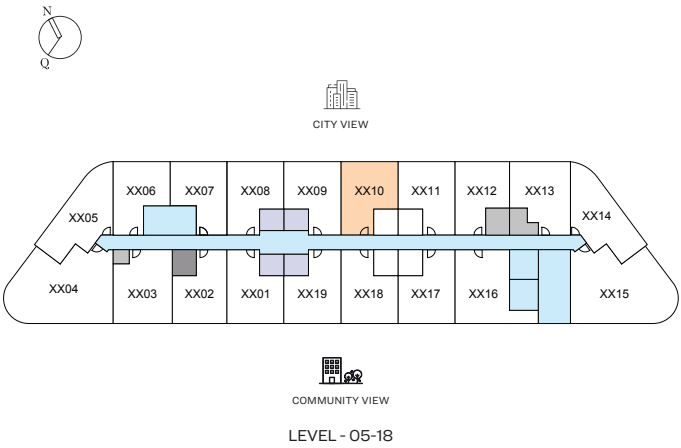 N
Q
CITY VIEW
XX06 XX07 XX08 XX09 XX10 XX11 XX12 XX13
XX05 XX14
XX04 XX03 XX02 XX01 XX19 XX18 XX17 XX16 XX15
COMMUNITY VIEW
LEVEL - 05-18